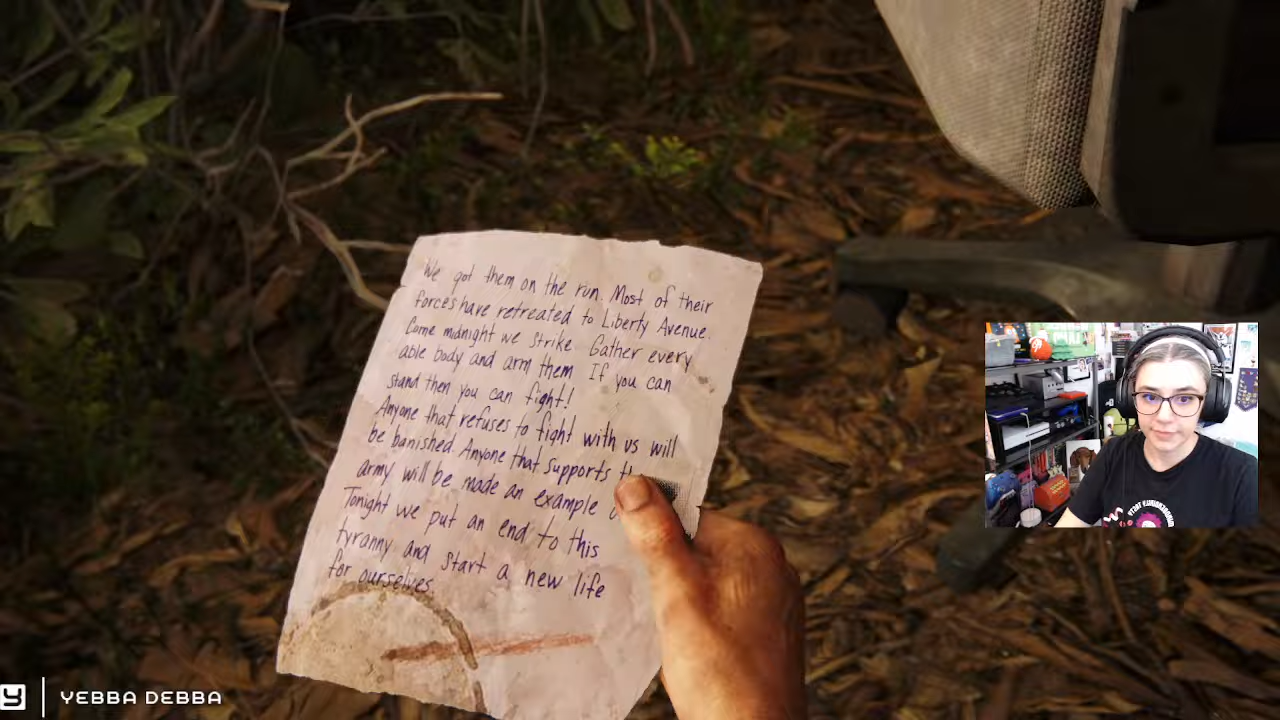 We got them on the run. Most of their
forces have retreated to Liberty Avenue.
Come midnight we strike. Gather every
able body and arm them If you can
stand then you can fight!
Anyone that refuses to fight with us will
be banished. Anyone that supports
army will be made an example
Tonight we put an end to this
tyranny and start a new life
for ourselves.
YEBBA DEBBA